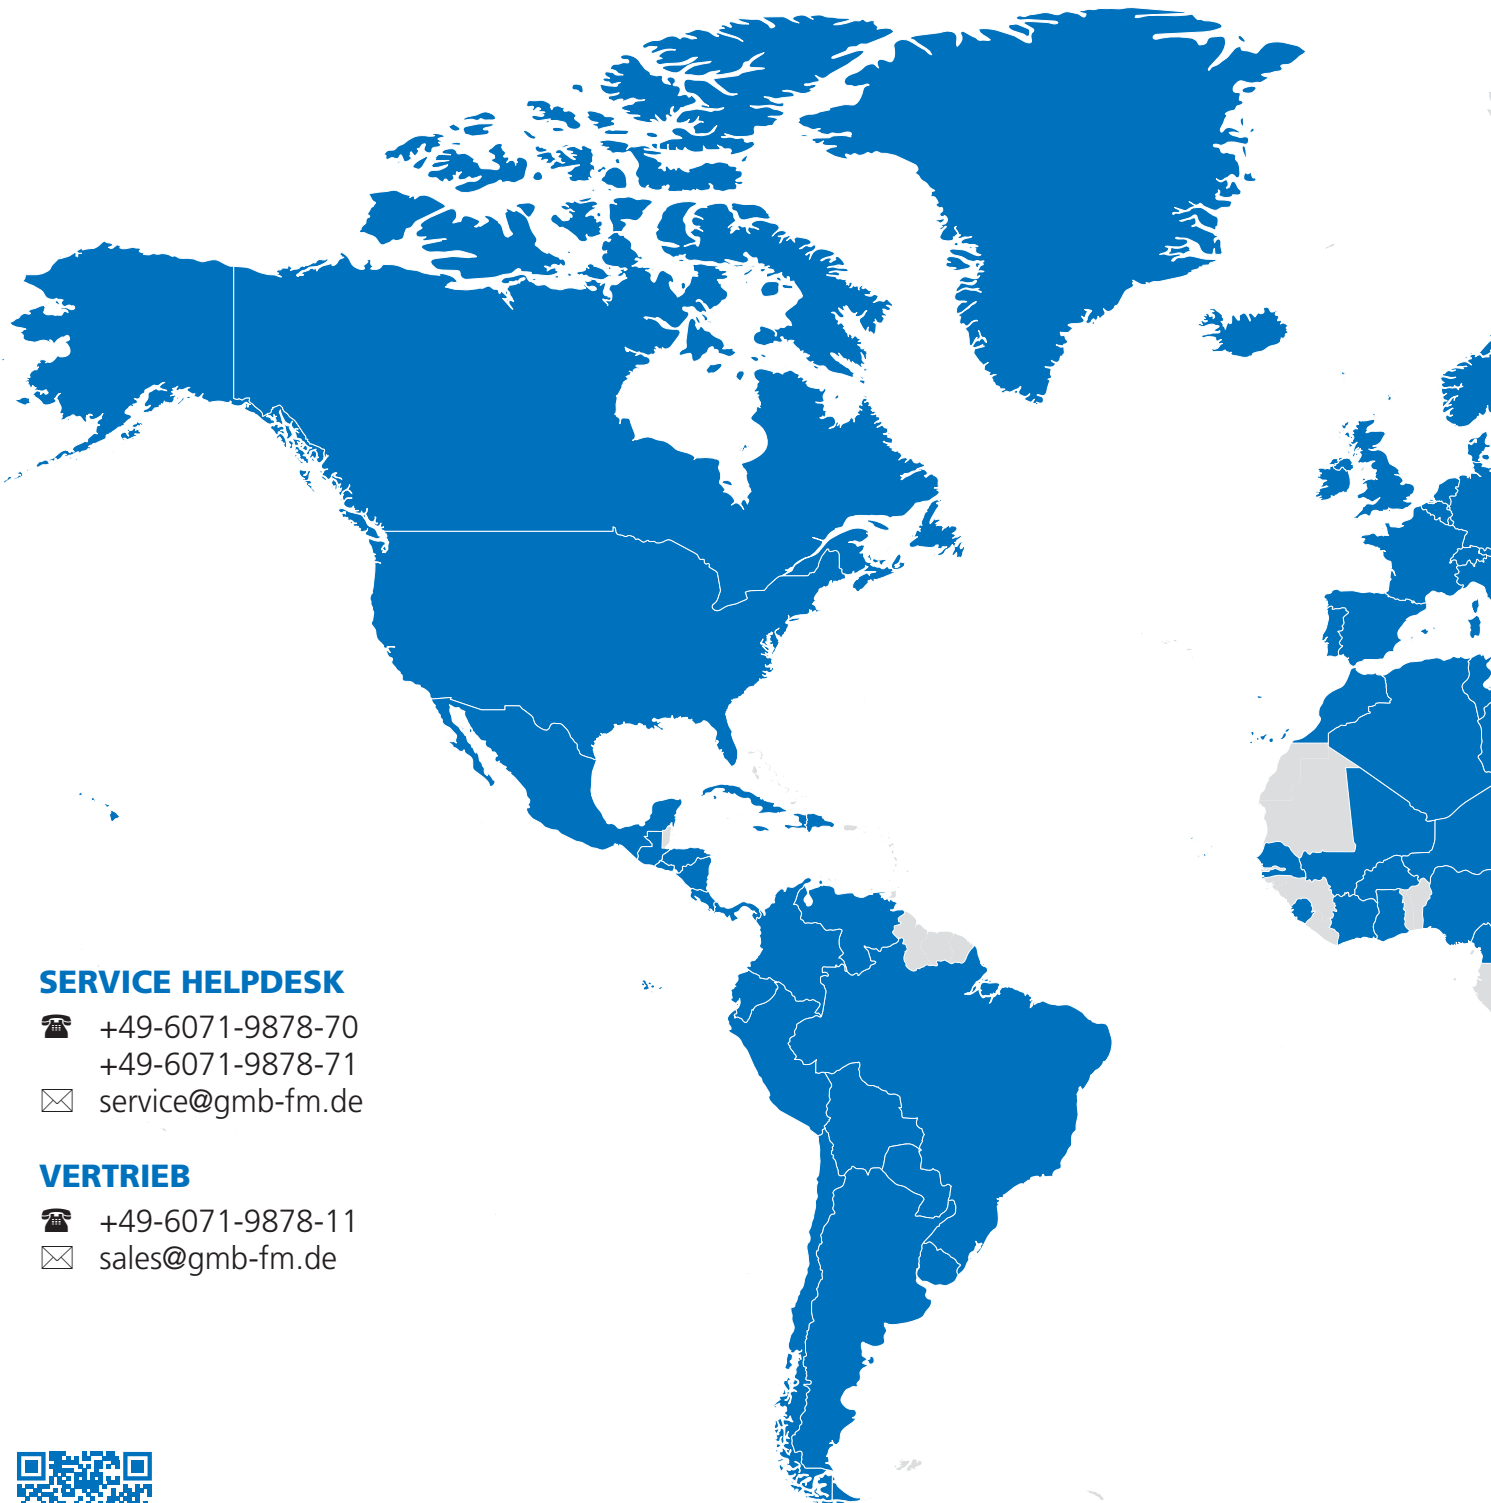 SERVICE HELPDESK
☎ +49-6071-9878-70
+49-6071-9878-71
✉ service@gmb-fm.de
VERTRIEB
☎ +49-6071-9878-11
✉ sales@gmb-fm.de